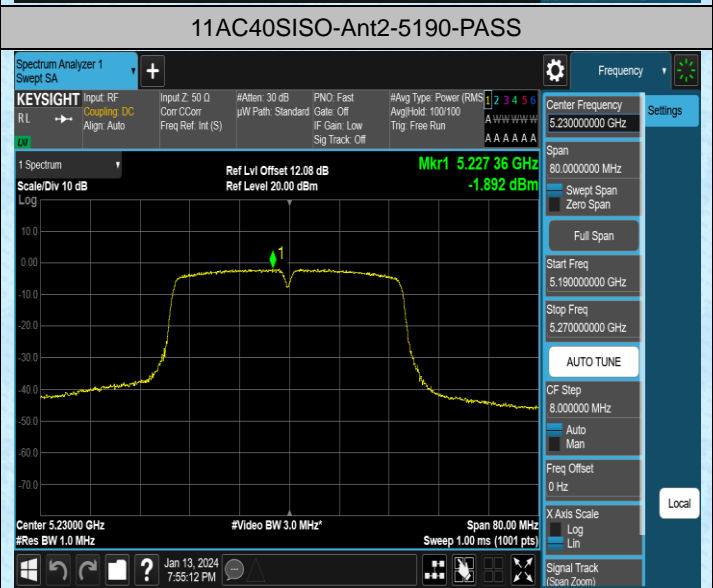 11AC40SISO-Ant2-5190-PASS
Spectrum Analyzer 1
Swept SA
+
Frequency
KEYSIGHT
RL
LXI
Input: RF
Coupling: DC
Align: Auto
Input Z: 50 Ω
Corr CCorr
Freq Ref: Int (S)
#Atten: 30 dB
µW Path: Standard
PNO: Fast
Gate: Off
IF Gain: Low
Sig Track: Off
#Avg Type: Power (RMS
Avg|Hold: 100/100
Trig: Free Run
1 2 3 4 5 6
A W W W W W
A A A A A A
1 Spectrum
Scale/Div 10 dB
Log
Ref Lvl Offset 12.08 dB
Ref Level 20.00 dBm
Mkr1 5.227 36 GHz
-1.892 dBm
1
10.0
0.00
-10.0
-20.0
-30.0
-40.0
-50.0
-60.0
-70.0
Center 5.23000 GHz
#Res BW 1.0 MHz
#Video BW 3.0 MHz*
Span 80.00 MHz
Sweep 1.00 ms (1001 pts)
Jan 13, 2024
7:55:12 PM
?
Center Frequency
5.230000000 GHz
Settings
Span
80.0000000 MHz
Swept Span
Zero Span
Full Span
Start Freq
5.190000000 GHz
Stop Freq
5.270000000 GHz
AUTO TUNE
CF Step
8.000000 MHz
Auto
Man
Freq Offset
0 Hz
X Axis Scale
Log
Lin
Local
Signal Track
(Span Zoom)